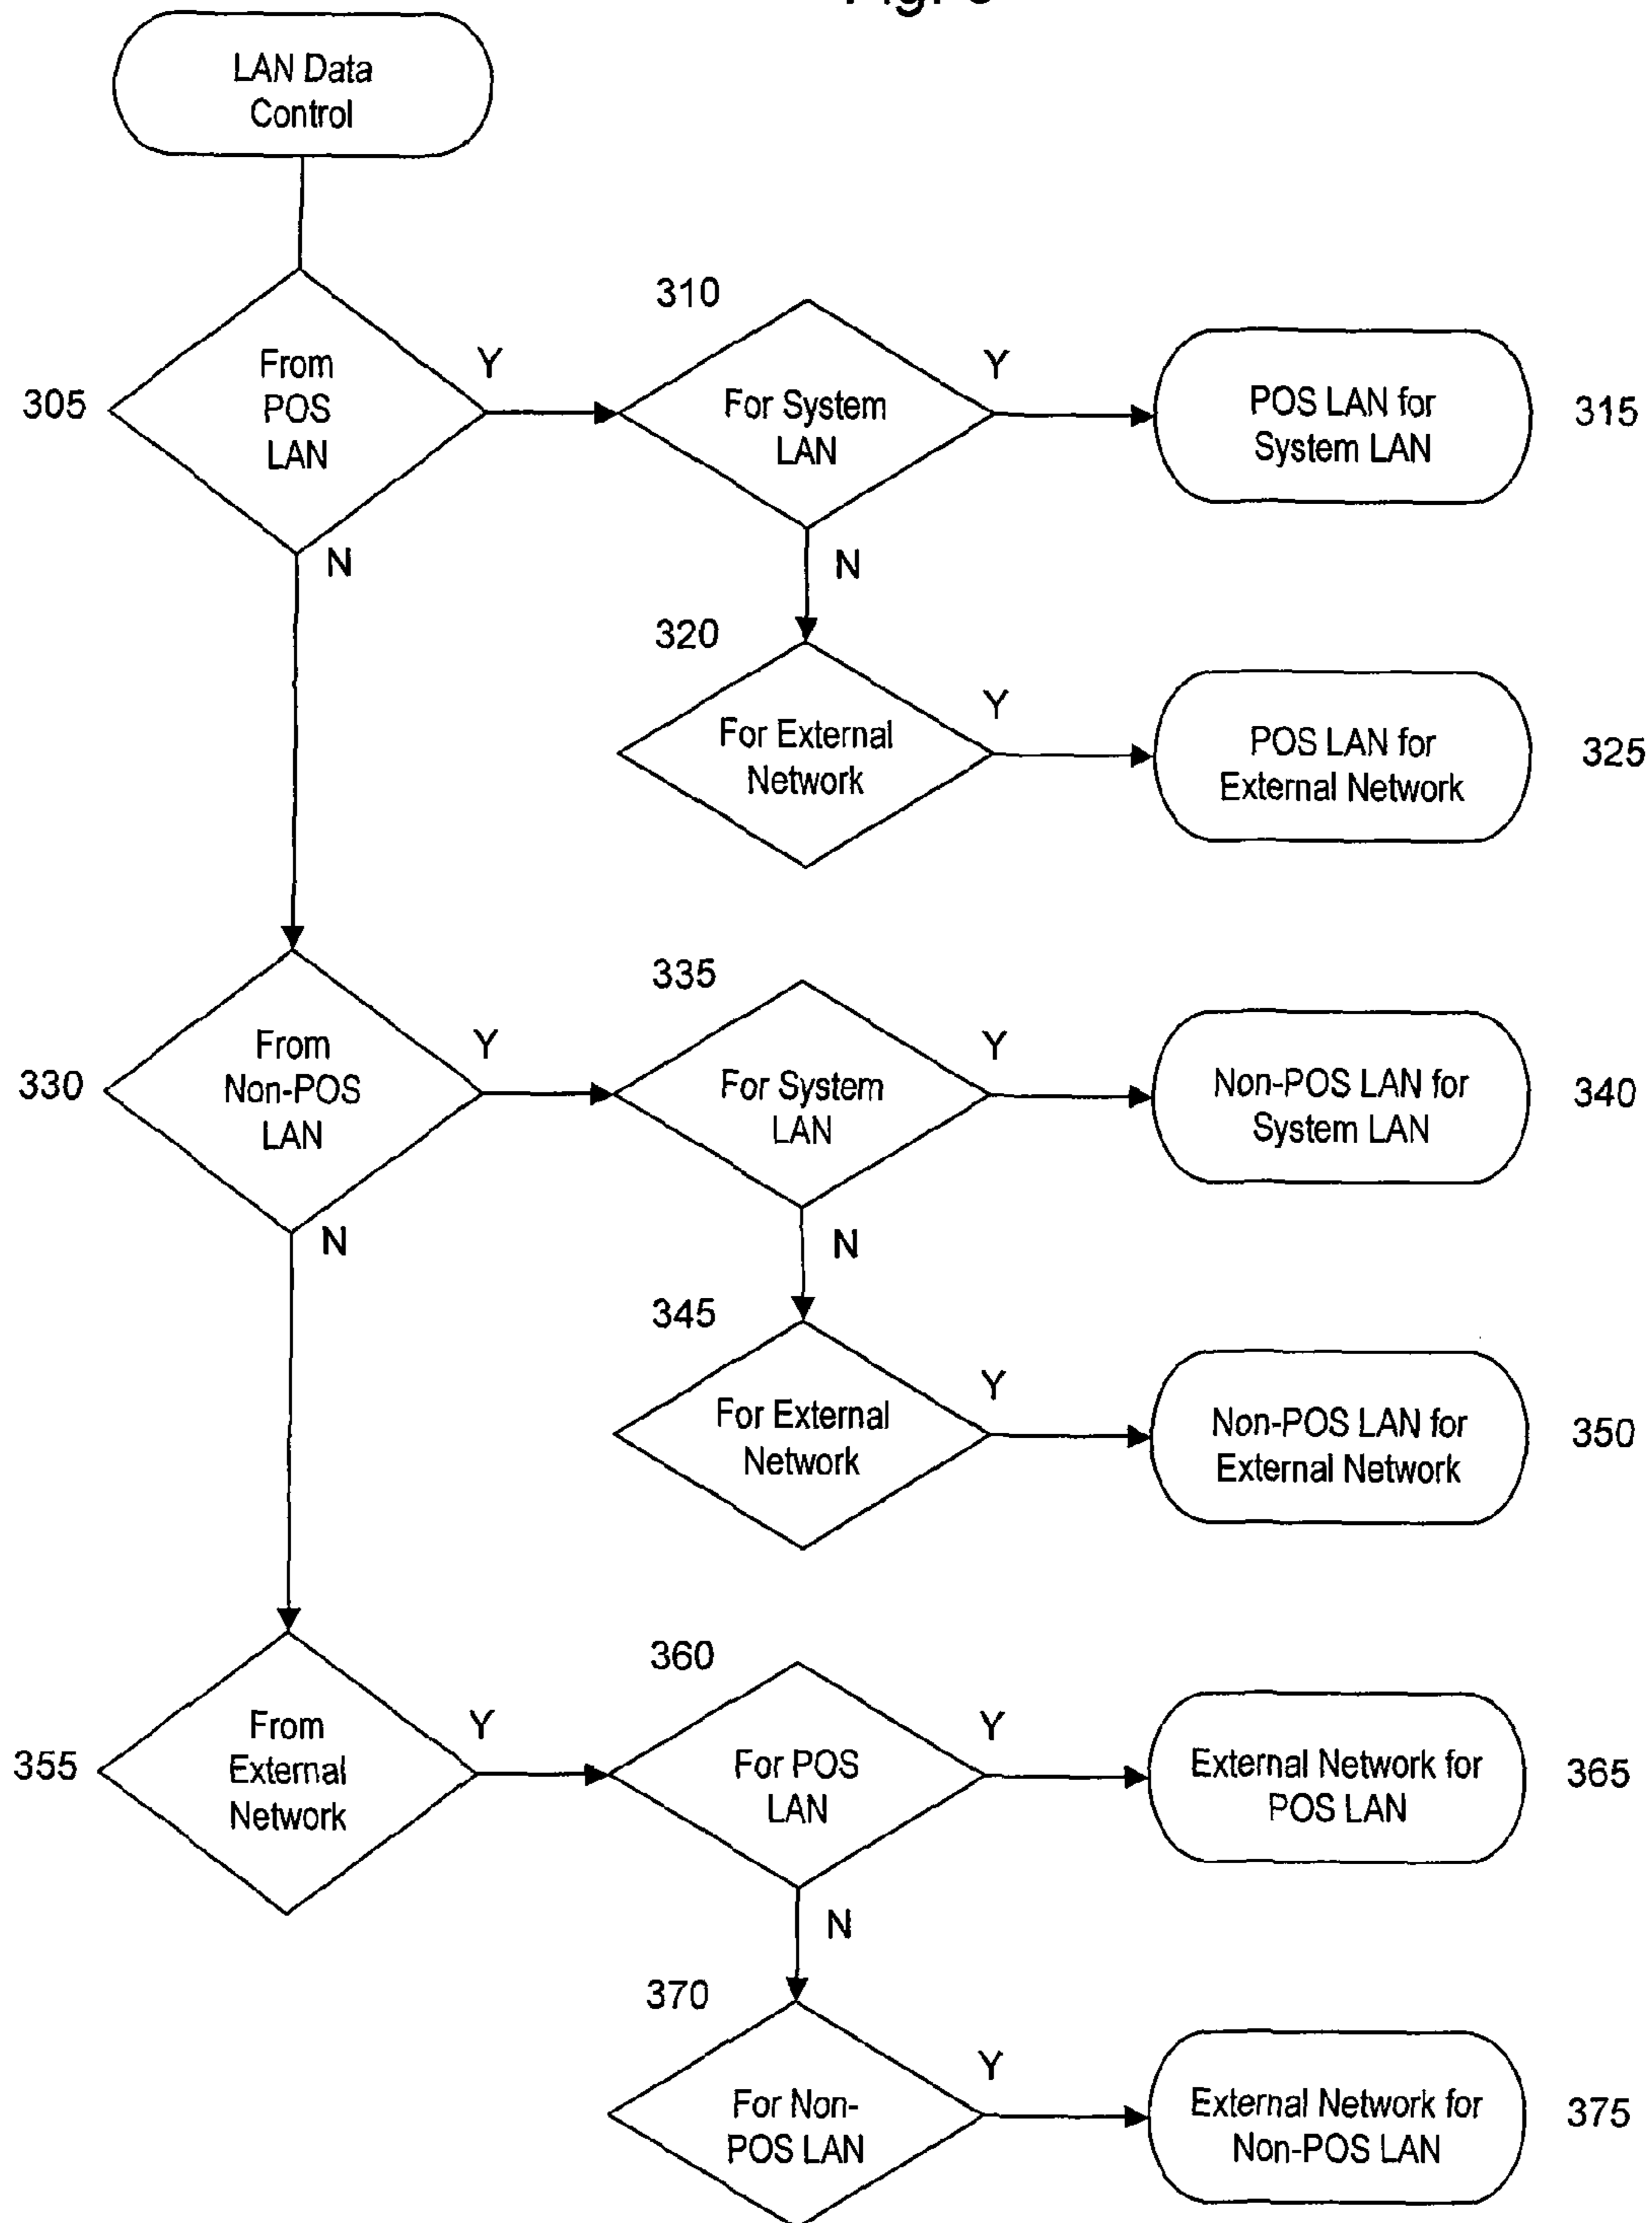 LAN Data
Control
305
From
POS
LAN
Y
N
310
For System
LAN
Y
N
POS LAN for
System LAN
315
320
For External
Network
Y
POS LAN for
External Network
325
330
From
Non-POS
LAN
Y
N
335
For System
LAN
Y
N
Non-POS LAN for
System LAN
340
345
For External
Network
Y
Non-POS LAN for
External Network
350
355
From
External
Network
Y
360
For POS
LAN
Y
N
External Network for
POS LAN
365
370
For Non-
POS LAN
Y
External Network for
Non-POS LAN
375